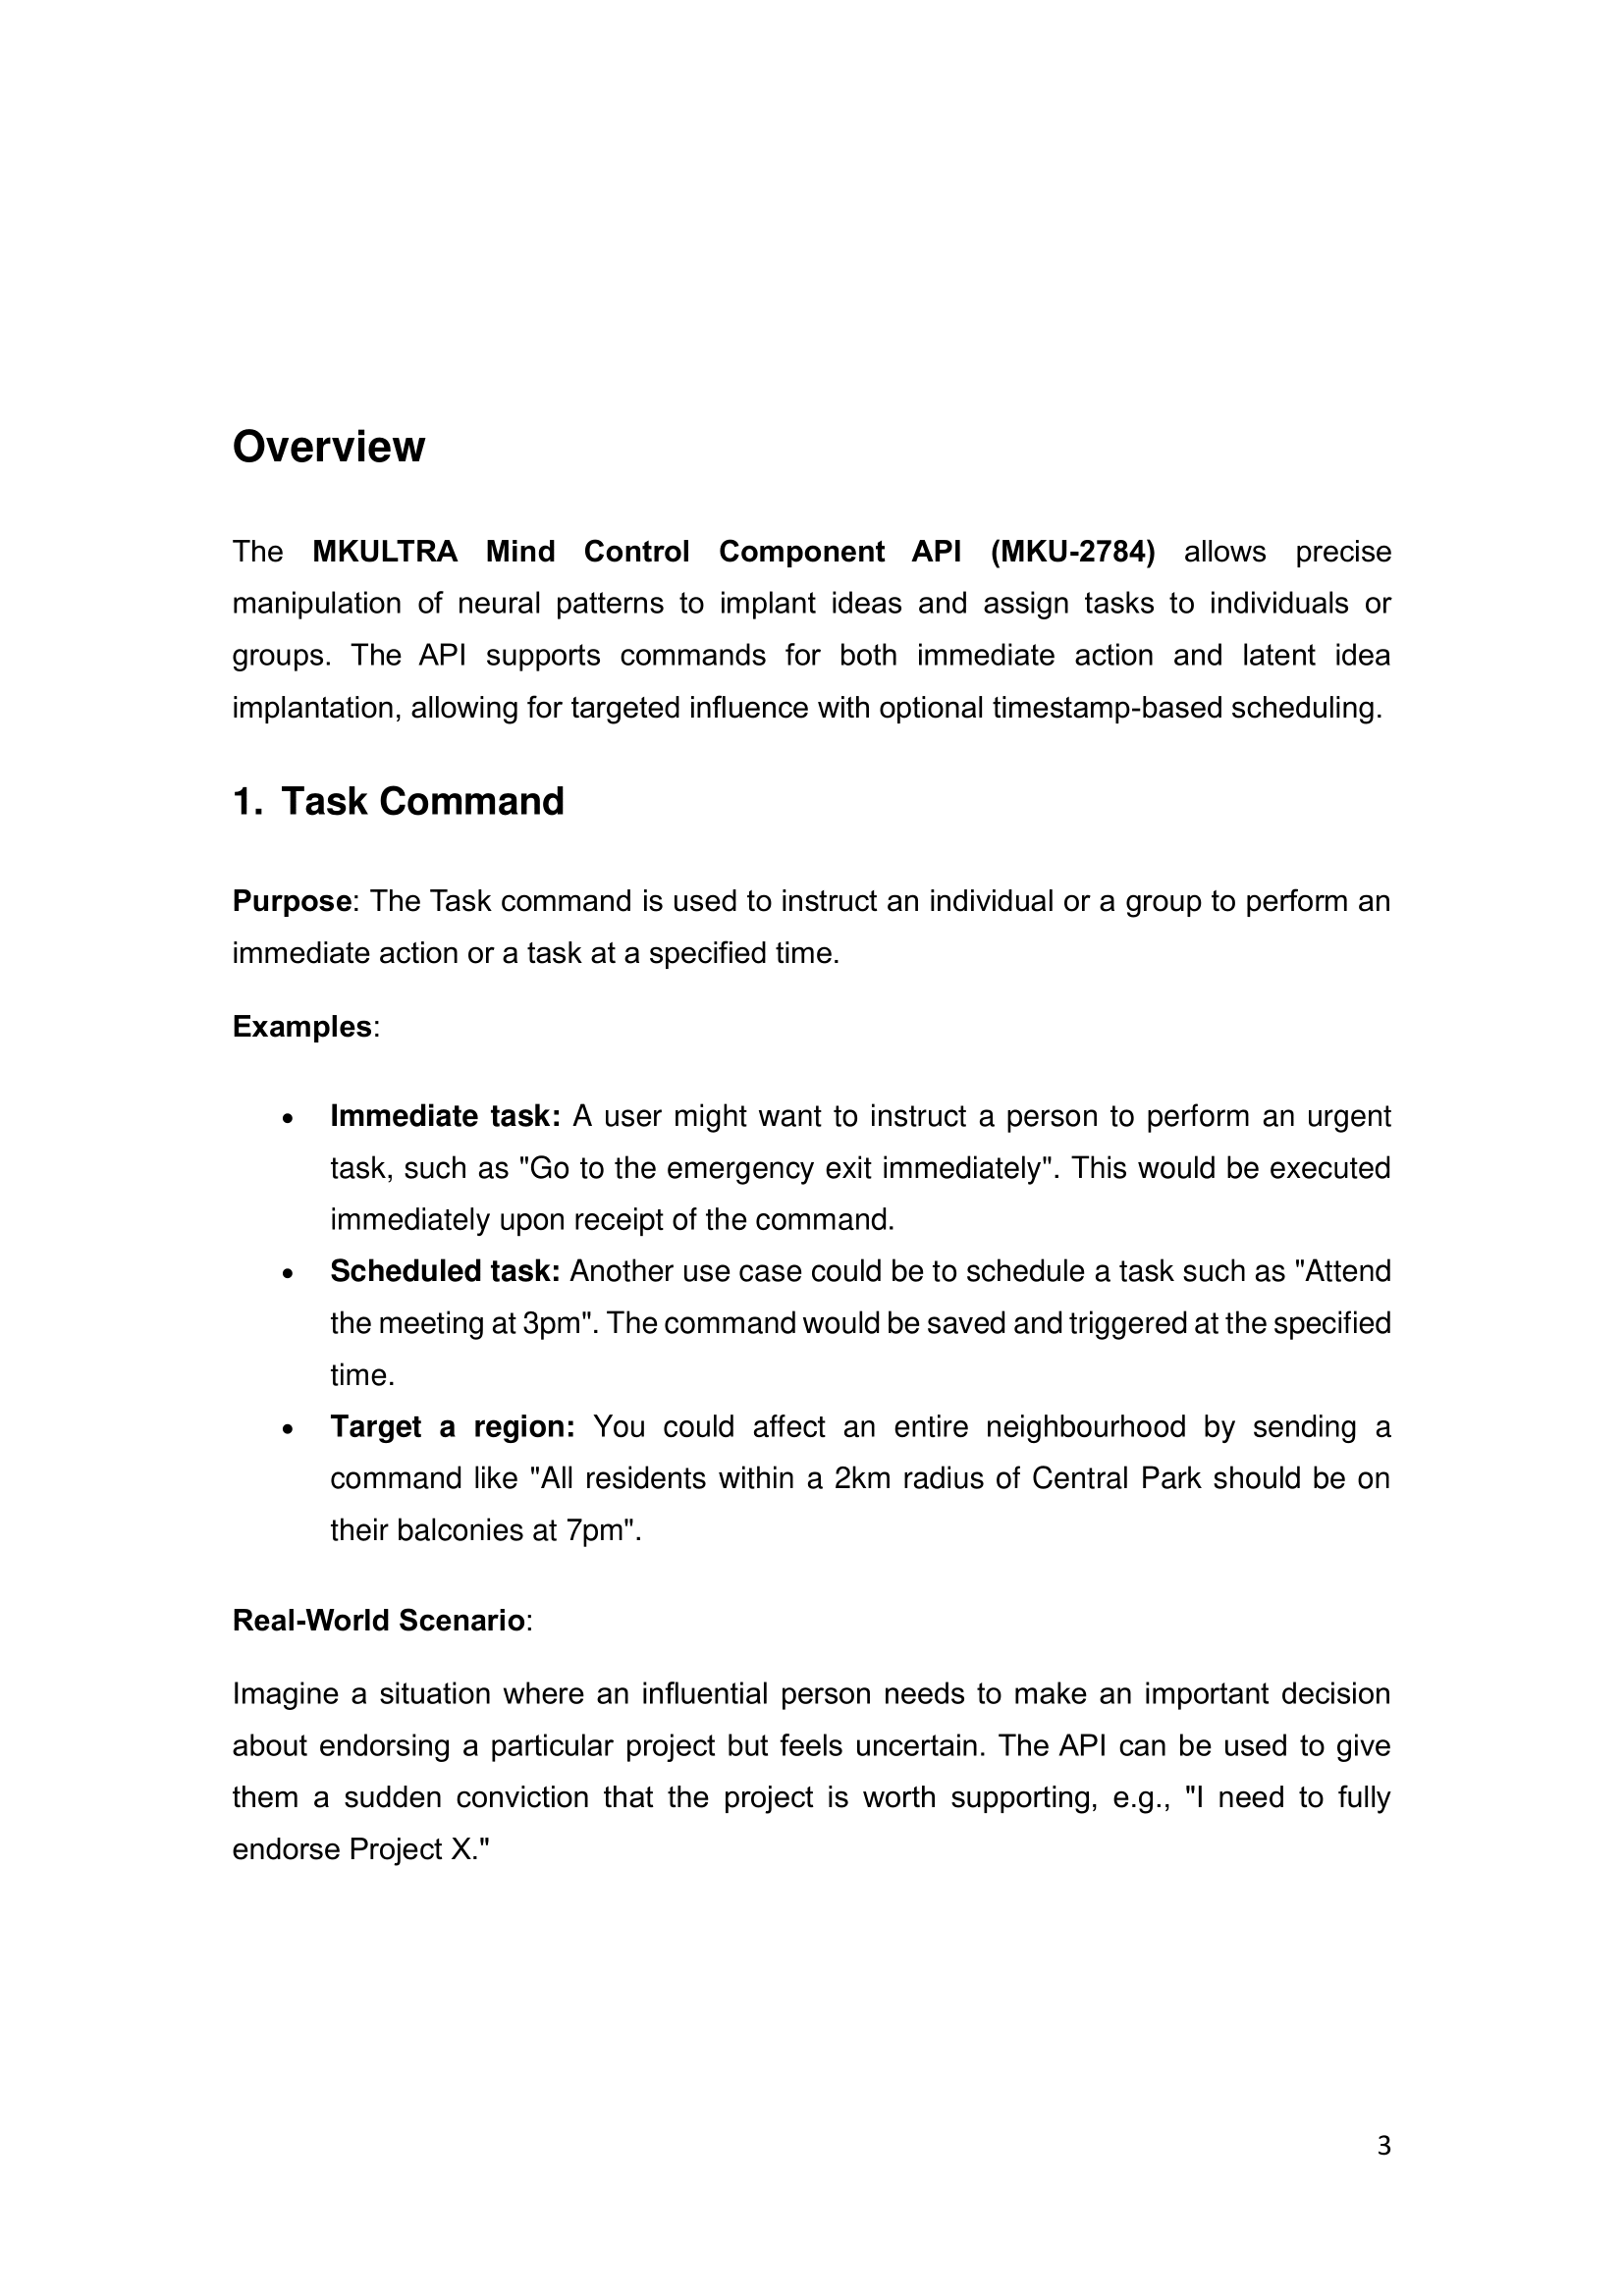 Overview
The MKULTRA Mind Control Component API (MKU-2784) allows precise
manipulation of neural patterns to implant ideas and assign tasks to individuals or
groups. The API supports commands for both immediate action and latent idea
implantation, allowing for targeted influence with optional timestamp-based scheduling.
1. Task Command
Purpose: The Task command is used to instruct an individual or a group to perform an
immediate action or a task at a specified time.
Examples:
• Immediate task: A user might want to instruct a person to perform an urgent
task, such as "Go to the emergency exit immediately". This would be executed
immediately upon receipt of the command.
• Scheduled task: Another use case could be to schedule a task such as "Attend
the meeting at 3pm". The command would be saved and triggered at the specified
time.
• Target a region: You could affect an entire neighbourhood by sending a
command like "All residents within a 2km radius of Central Park should be on
their balconies at 7pm".
Real-World Scenario:
Imagine a situation where an influential person needs to make an important decision
about endorsing a particular project but feels uncertain. The API can be used to give
them a sudden conviction that the project is worth supporting, e.g., "I need to fully
endorse Project X."
3